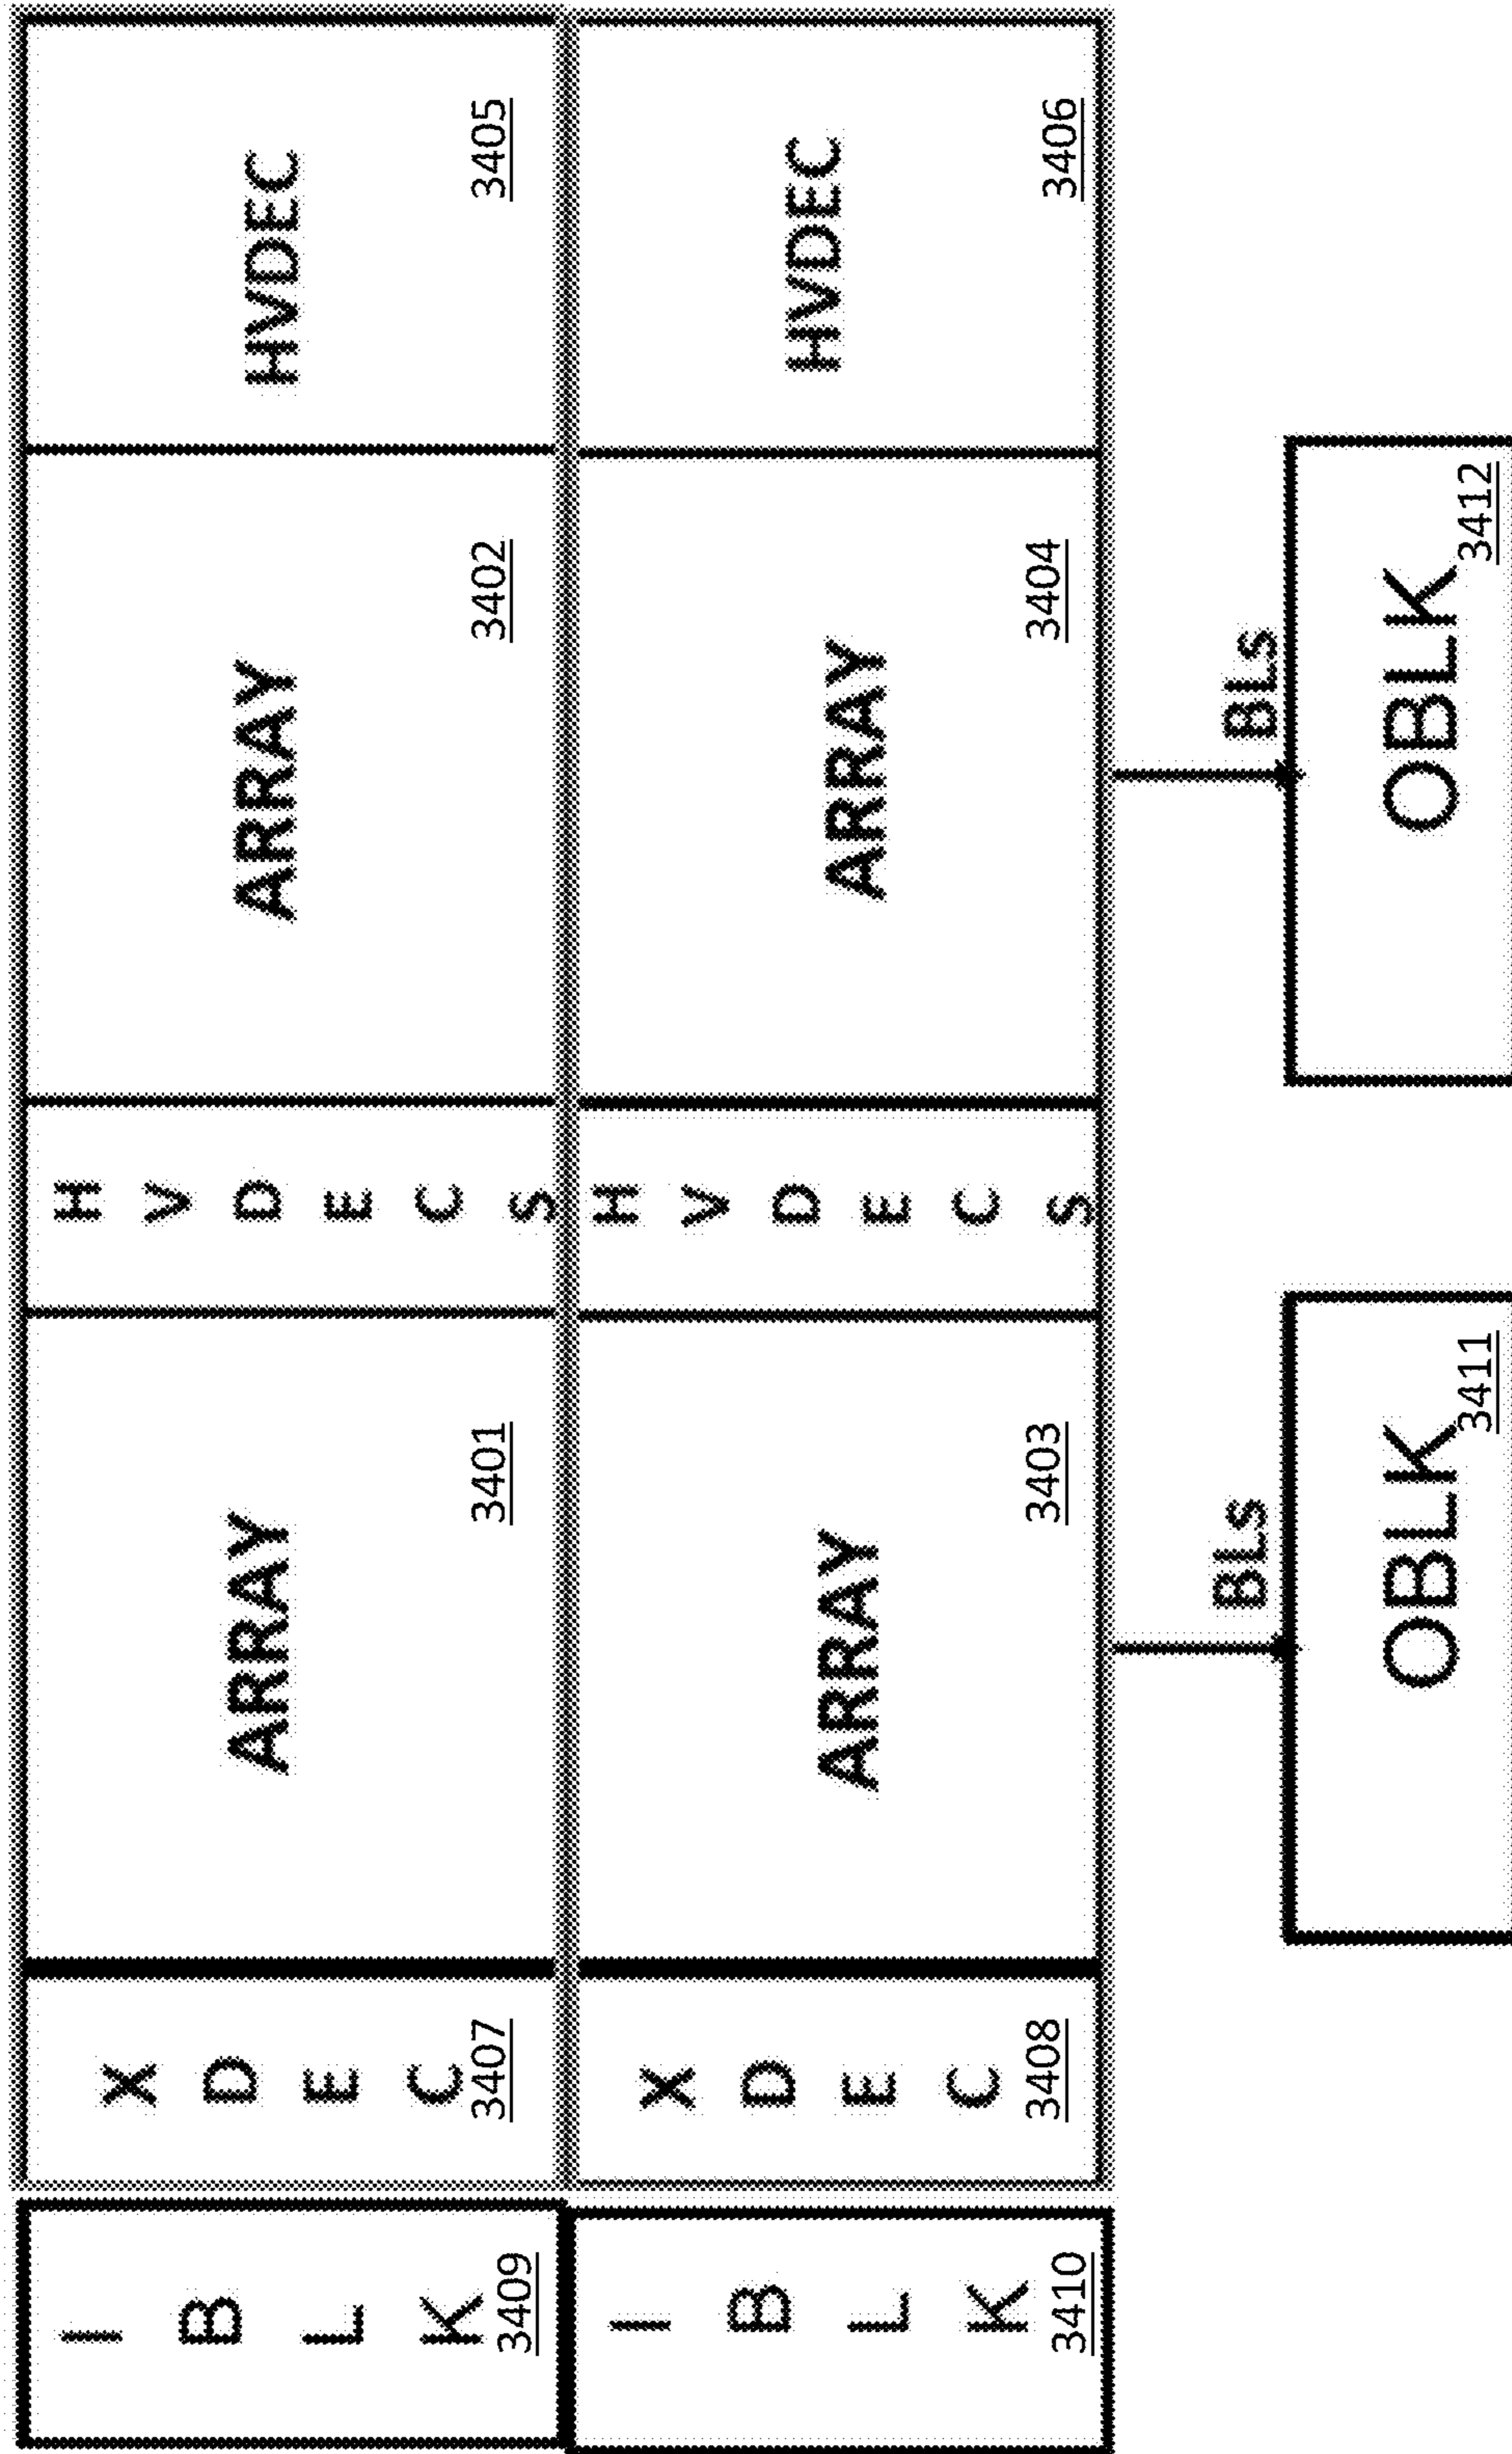 IBLK
3409
XDEC
3407
ARRAY
3401
HVDECS
ARRAY
3402
HVDEC
3405
IBLK
3410
XDEC
3408
ARRAY
3403
HVDECS
ARRAY
3404
HVDEC
3406
BLs
OBLK
3411
BLs
OBLK
3412